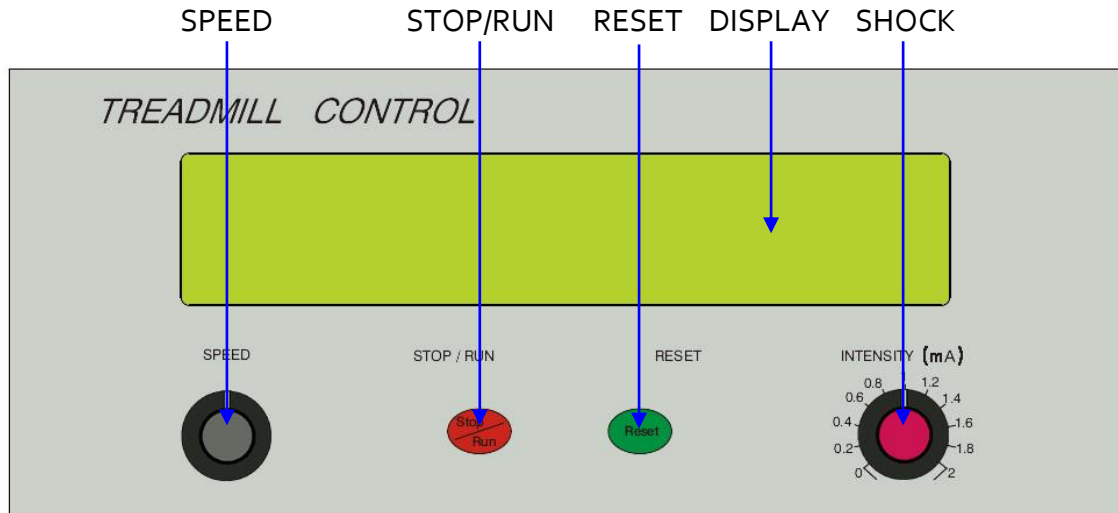 SPEED STOP/RUN RESET DISPLAY SHOCK
TREADMILL CONTROL
SPEED STOP / RUN RESET INTENSITY (mA)
Stop
Run
Reset
0 0.2 0.4 0.6 0.8 1.2 1.4 1.6 1.8 2